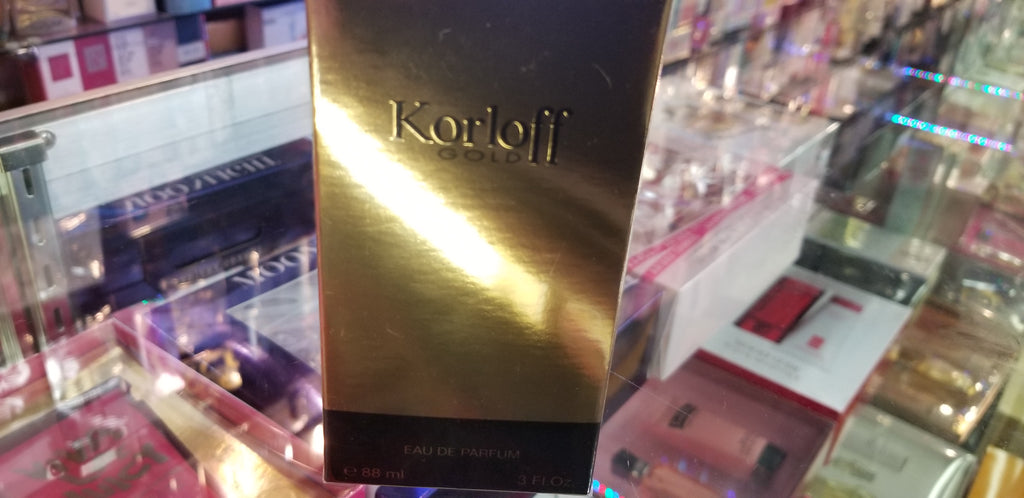 Korloff
GOLD
EAU DE PARFUM
℮ 88 ml 3 Fl.Oz.